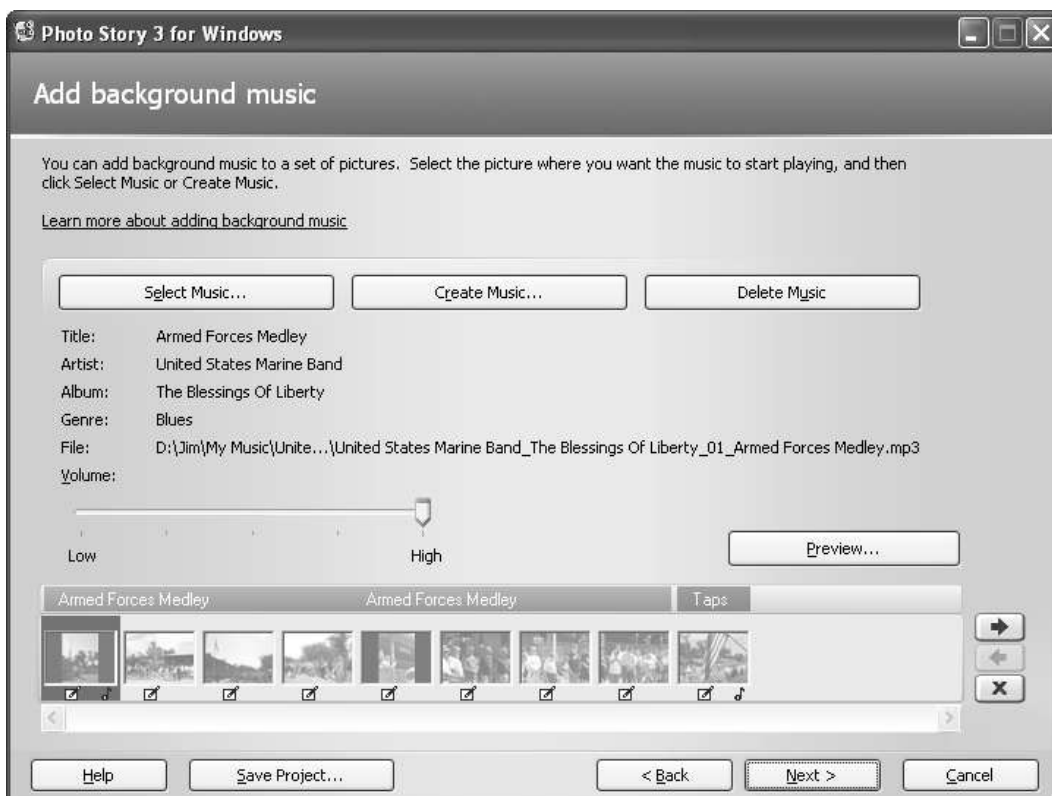 Photo Story 3 for Windows
Add background music
You can add background music to a set of pictures. Select the picture where you want the music to start playing, and then
click Select Music or Create Music.
Learn more about adding background music
Select Music...
Create Music...
Delete Music
Title: Armed Forces Medley
Artist: United States Marine Band
Album: The Blessings Of Liberty
Genre: Blues
File: D:\Jim\My Music\Unite...\United States Marine Band_The Blessings Of Liberty_01_Armed Forces Medley.mp3
Volume:
Low
High
Preview...
Armed Forces Medley
Armed Forces Medley
Taps
Help
Save Project...
< Back
Next >
Cancel